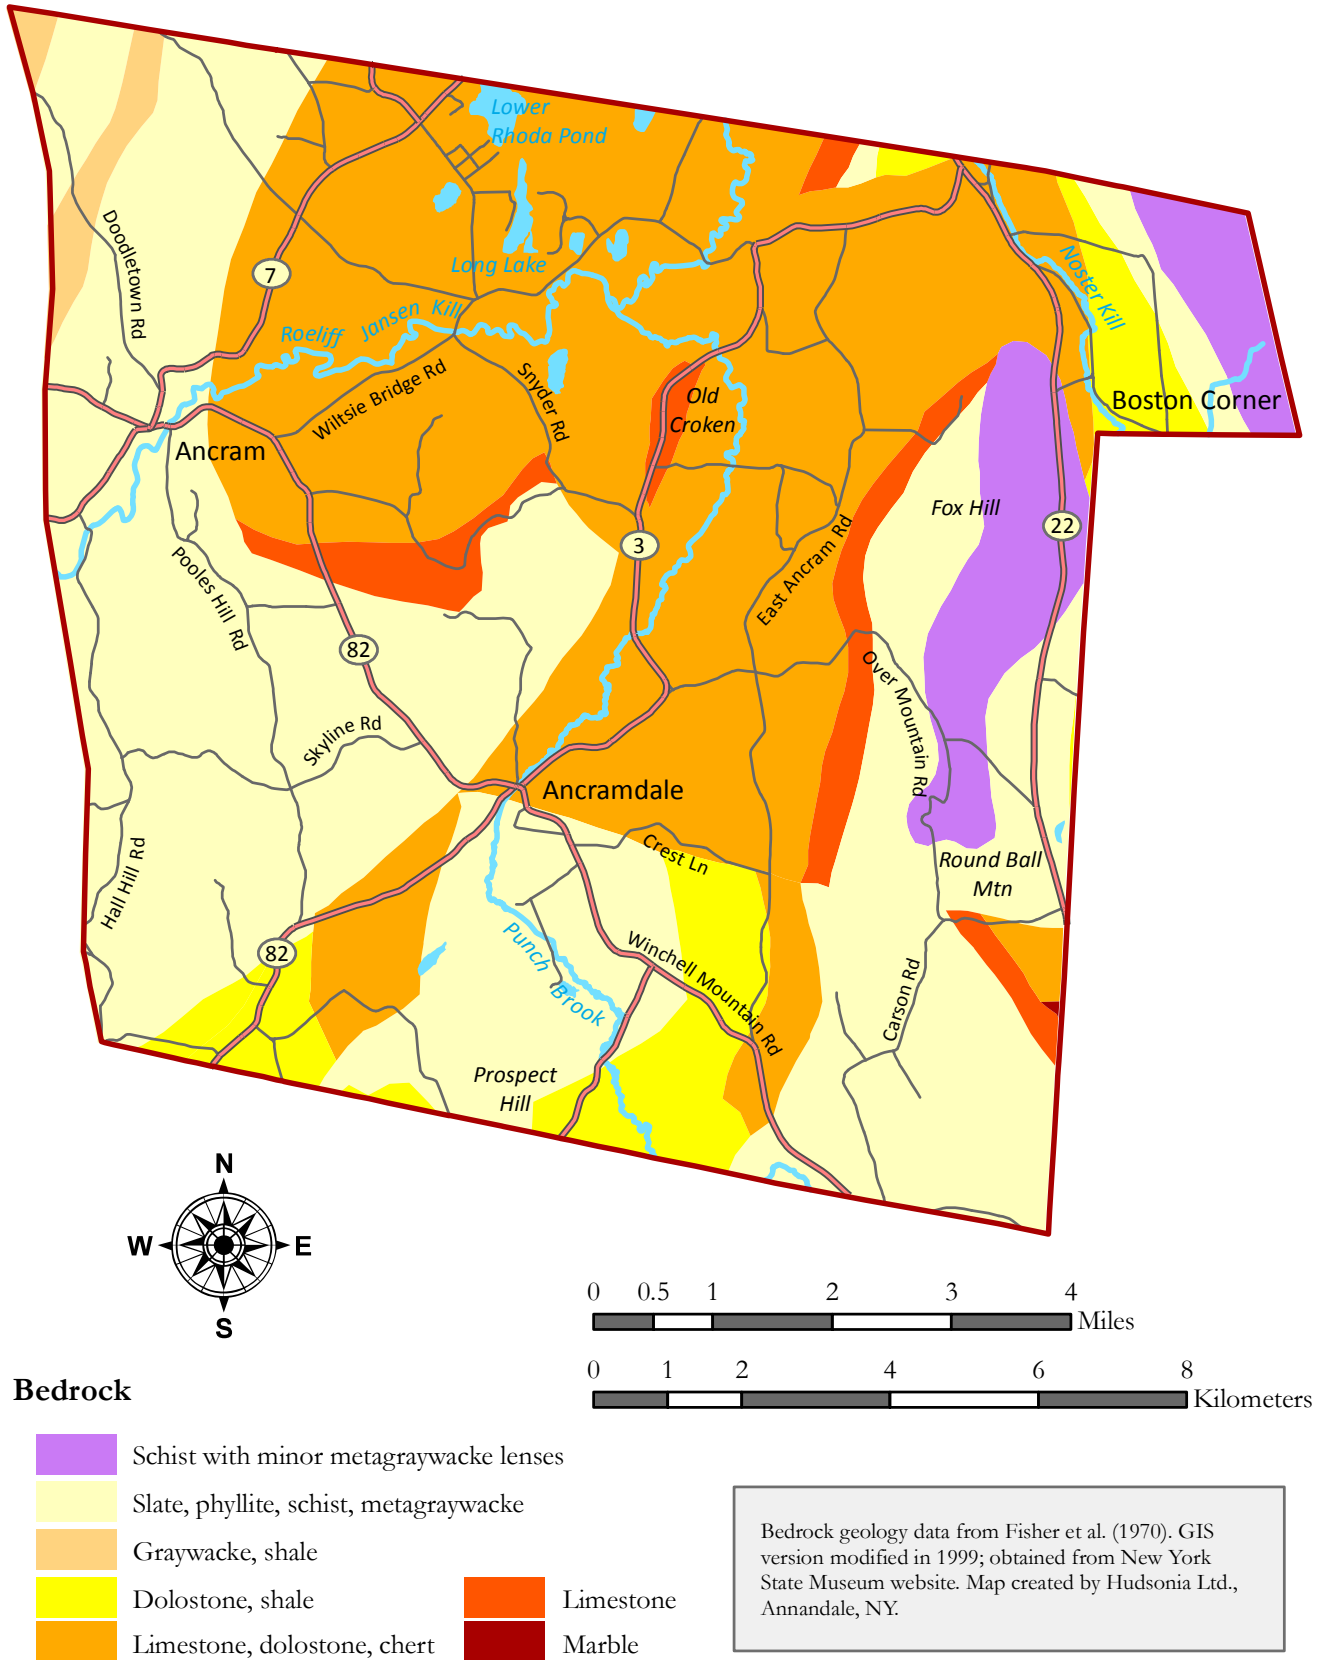 Lower
Rhoda Pond
Doodletown Rd
7
Long Lake
Noster Kill
Roeliff Jansen Kill
Wiltsie Bridge Rd
Snyder Rd
Old
Croken
Boston Corner
Ancram
Fox Hill
22
3
East Ancram Rd
Pooles Hill Rd
82
Over Mountain Rd
Skyline Rd
Ancramdale
Crest Ln
Round Ball
Mtn
Hall Hill Rd
82
Punch Brook
Winchell Mountain Rd
Carson Rd
Prospect
Hill
N
W E
S
0 0.5 1 2 3 4
Miles
0 1 2 4 6 8
Kilometers
Bedrock
Schist with minor metagraywacke lenses
Slate, phyllite, schist, metagraywacke
Graywacke, shale
Dolostone, shale
Limestone, dolostone, chert
Limestone
Marble
Bedrock geology data from Fisher et al. (1970). GIS
version modified in 1999; obtained from New York
State Museum website. Map created by Hudsonia Ltd.,
Annandale, NY.